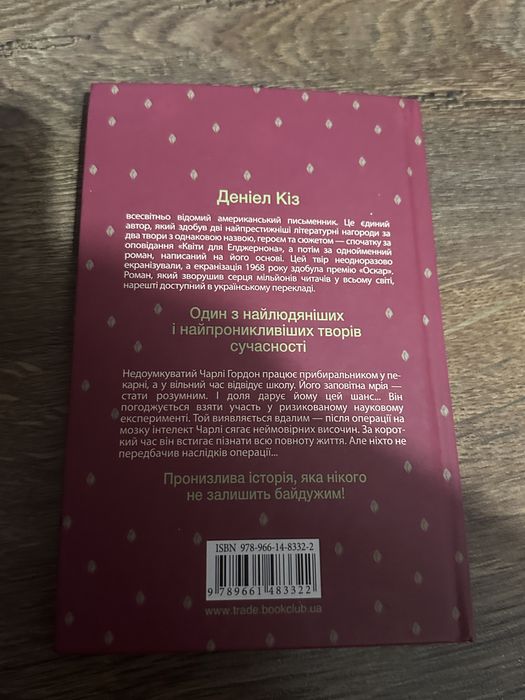 Деніел Кіз
всесвітньо відомий американський письменник. Це єдиний
автор, який здобув дві найпрестижніші літературні нагороди за
два твори з однаковою назвою, героєм та сюжетом — спочатку за
оповідання «Квіти для Елджернона», а потім за однойменний
роман, написаний на його основі. Цей твір неодноразово
екранізували, а екранізація 1968 року здобула премію «Оскар».
Роман, який зворушив серця мільйонів читачів у всьому світі,
нарешті доступний в українському перекладі.
Один з найлюдяніших
і найпроникливіших творів
сучасності
Недоумкуватий Чарлі Гордон працює прибиральником у пе-
карні, а у вільний час відвідує школу. Його заповітна мрія —
стати розумним. І доля дарує йому цей шанс... Він
погоджується взяти участь у ризикованому науковому
експерименті. Той виявляється вдалим — після операції на
мозку інтелект Чарлі сягає неймовірних височин. За корот-
кий час він встигає пізнати всю повноту життя. Але ніхто не
передбачив наслідків операції...
Пронизлива історія, яка нікого
не залишить байдужим!
ISBN 978-966-14-8332-2
9 789661 483322
www.trade.bookclub.ua